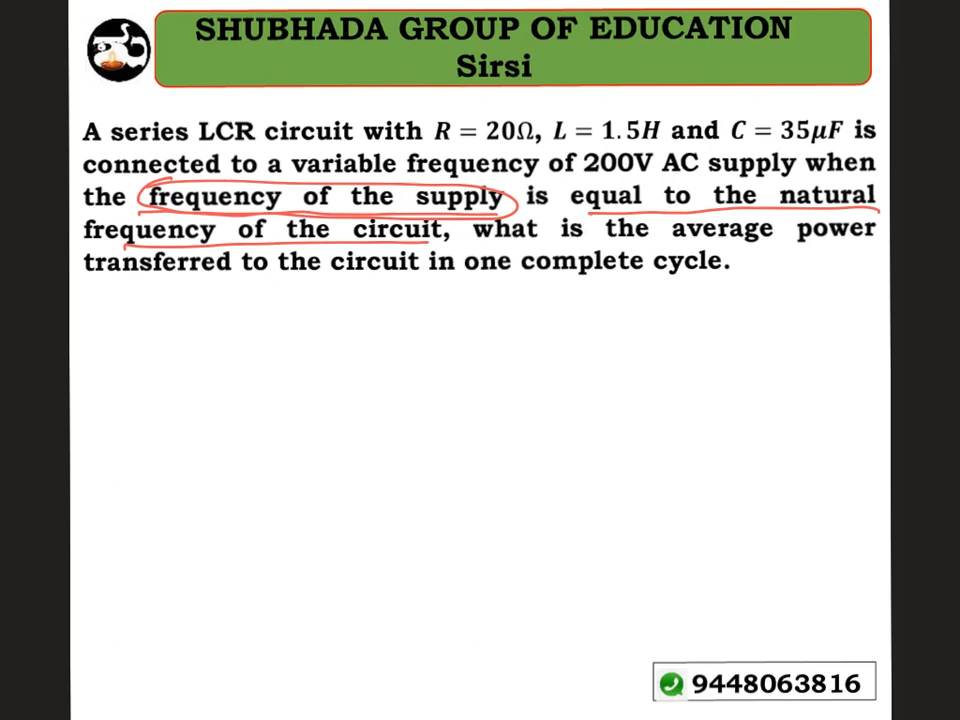 SHUBHADA GROUP OF EDUCATION
Sirsi
A series LCR circuit with R = 20Ω, L = 1.5H and C = 35μF is
connected to a variable frequency of 200V AC supply when
the frequency of the supply is equal to the natural
frequency of the circuit, what is the average power
transferred to the circuit in one complete cycle.
9448063816